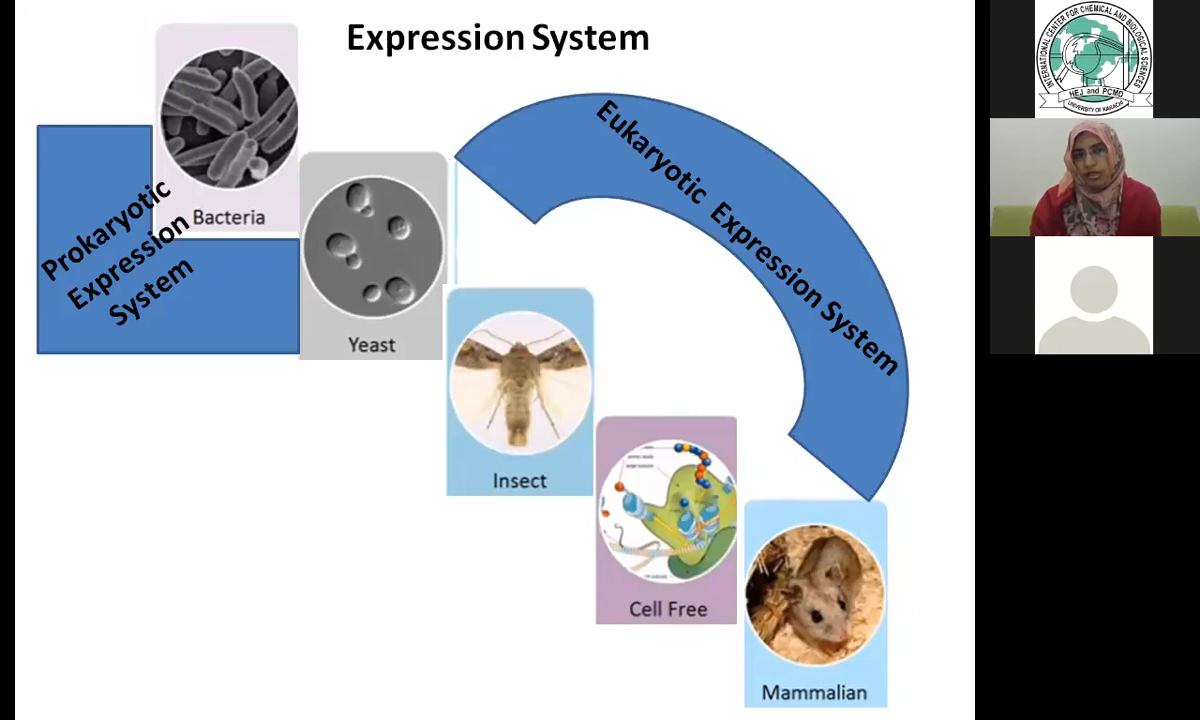 Expression System
Bacteria
Prokaryotic
Expression
System
Yeast
Eukaryotic Expression System
Insect
Cell Free
Mammalian
INTERNATIONAL CENTER FOR CHEMICAL AND BIOLOGICAL SCIENCES
HEJ and PCMD
UNIVERSITY OF KARACHI